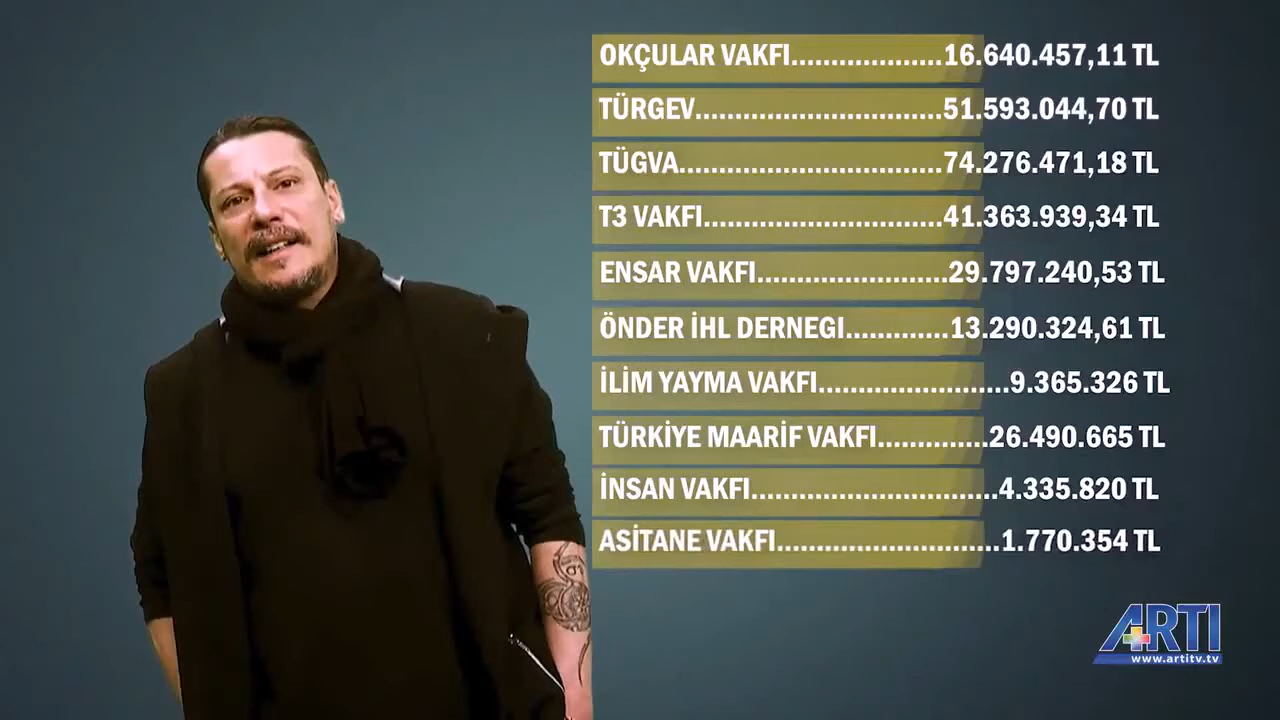 OKÇULAR VAKFI...................16.640.457,11 TL
TÜRGEV...............................51.593.044,70 TL
TÜGVA.................................74.276.471,18 TL
T3 VAKFI..............................41.363.939,34 TL
ENSAR VAKFI........................29.797.240,53 TL
ÖNDER İHL DERNEGI.............13.290.324,61 TL
İLİM YAYMA VAKFI........................9.365.326 TL
TÜRKİYE MAARİF VAKFI..............26.490.665 TL
İNSAN VAKFI...............................4.335.820 TL
ASİTANE VAKFI............................1.770.354 TL
ARTI
www.artitv.tv